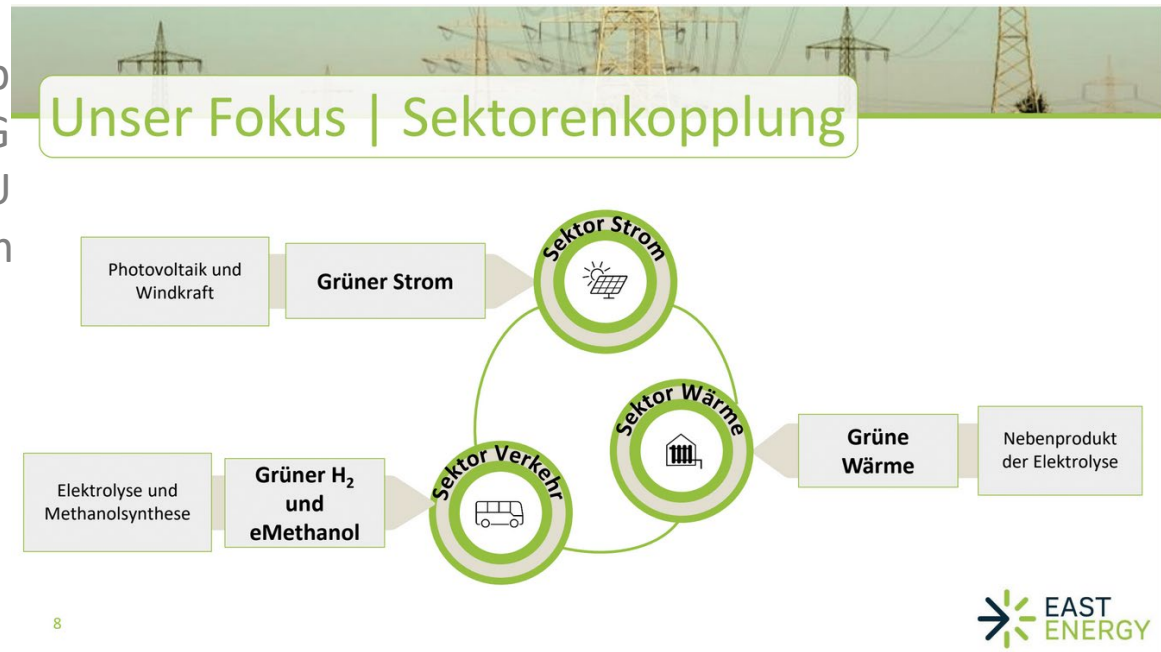 Unser Fokus | Sektorenkopplung
Photovoltaik und
Windkraft
Grüner Strom
Sektor Strom
Sektor Wärme
Grüne
Wärme
Nebenprodukt
der Elektrolyse
Elektrolyse und
Methanolsynthese
Grüner H₂
und
eMethanol
Sektor Verkehr
8
EAST
ENERGY